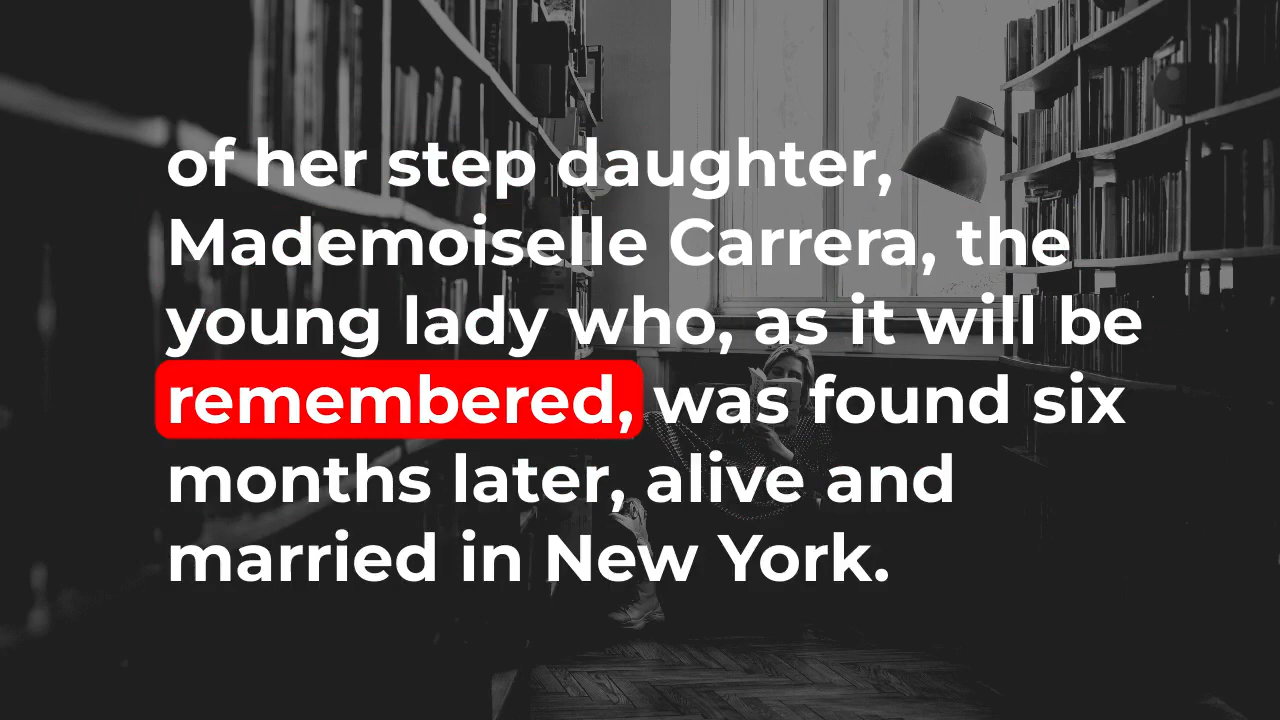 of her step daughter,
Mademoiselle Carrera, the
young lady who, as it will be
remembered, was found six
months later, alive and
married in New York.